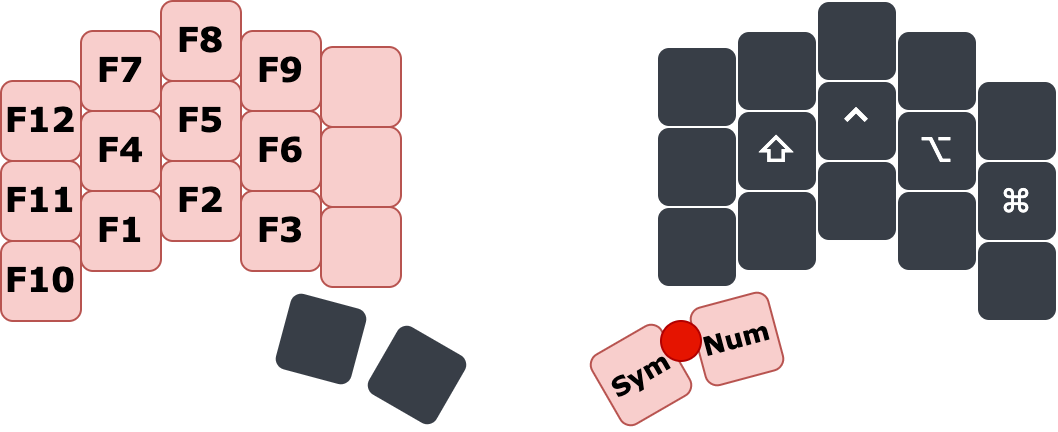 F12 F7 F8 F9
F11 F4 F5 F6
F10 F1 F2 F3
⇧ ^ ⌥ ⌘
Sym Num